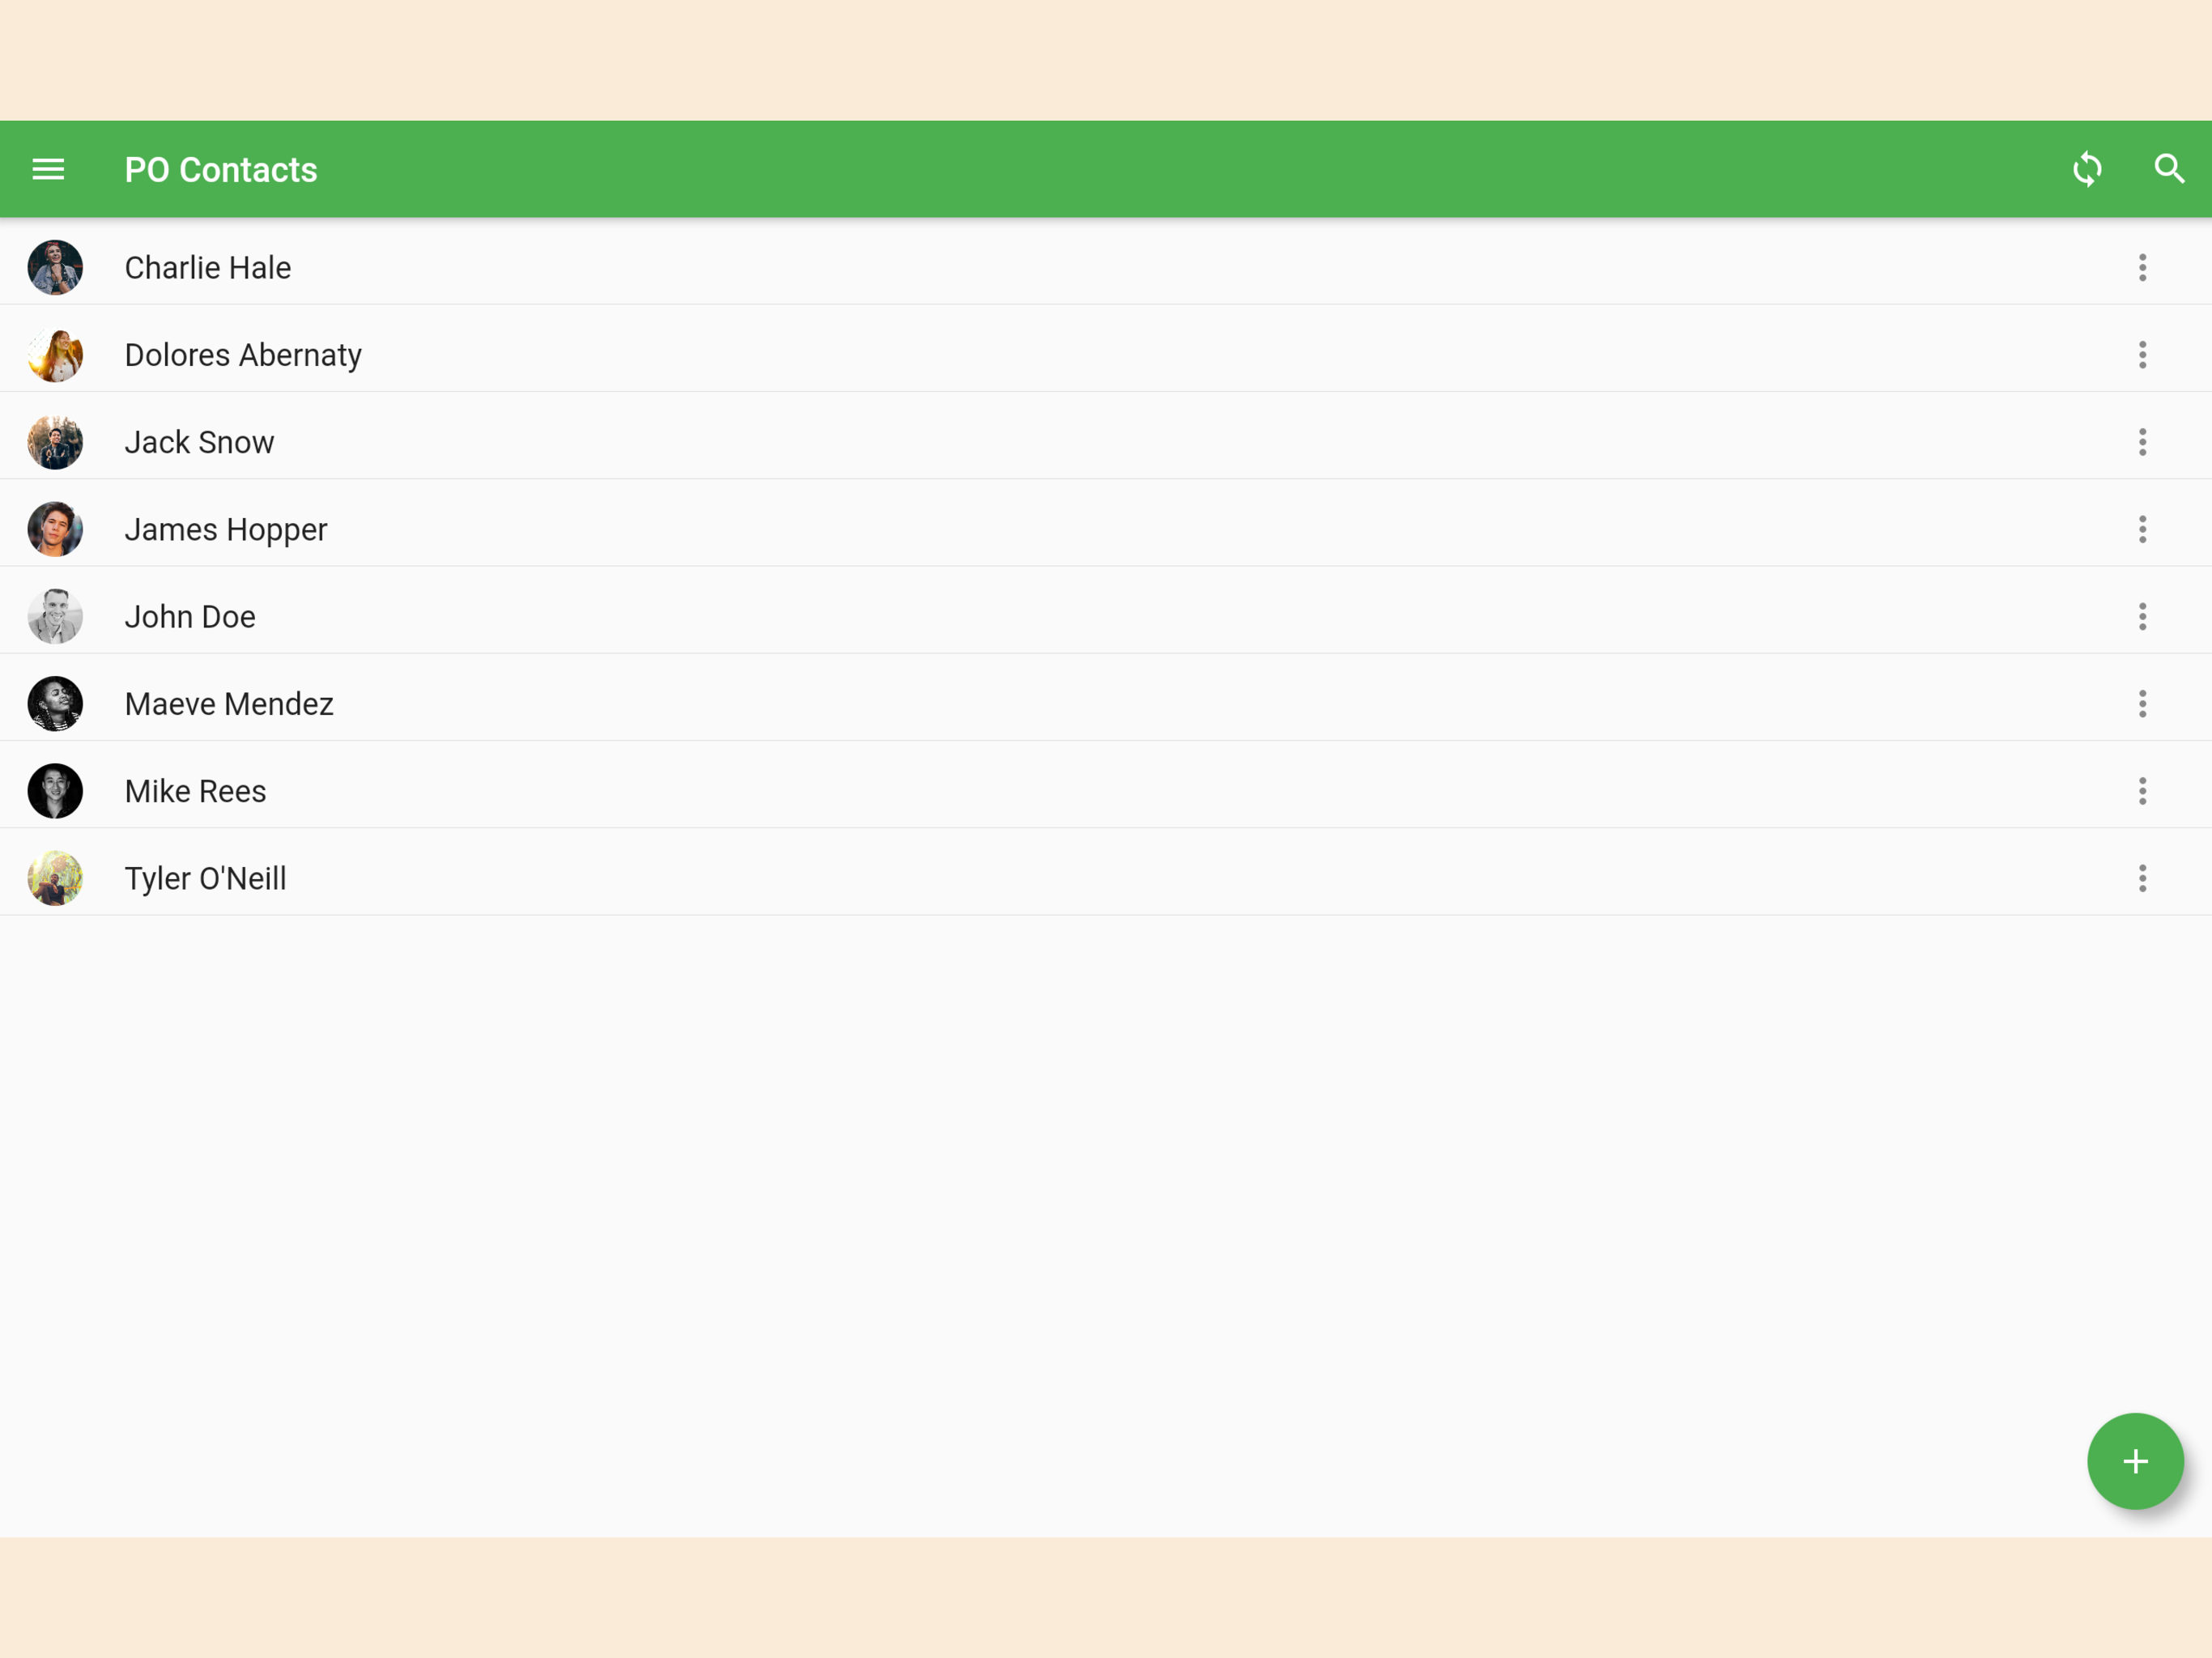 PO Contacts
Charlie Hale
Dolores Abernaty
Jack Snow
James Hopper
John Doe
Maeve Mendez
Mike Rees
Tyler O'Neill